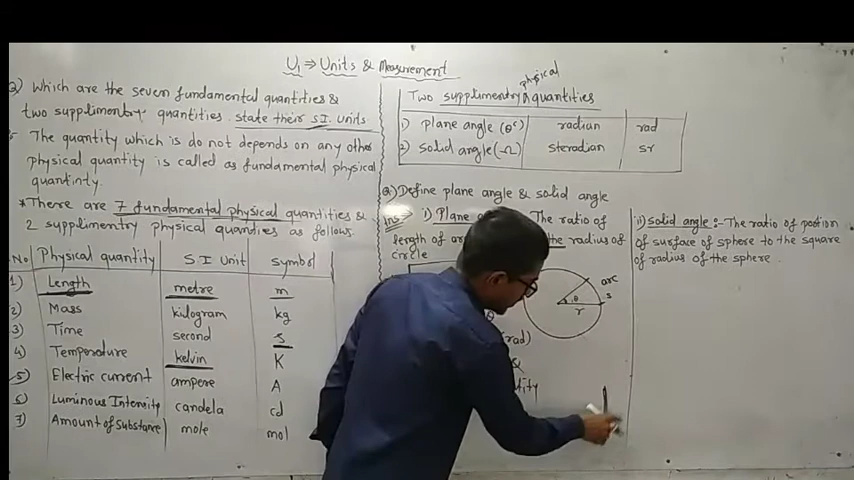 U1 ⇒ Units & Measurement
Q) Which are the seven fundamental quantities &
two supplimentry quantities. state their S.I. units
The quantity which is do not depends on any other
physical quantity is called as fundamental physical
quantinty.
*There are 7 fundamental physical quantities &
2 supplimentry physical quantities as follows.
S.No Physical quantity S.I Unit symbol
1) Length metre m
2) Mass kilogram kg
3) Time second s
4) Temperature kelvin K
5) Electric current ampere A
6) Luminous Intensity candela cd
7) Amount of Substance mole mol
Two supplimentry physical quantities
1) plane angle (θᶜ) radian rad
2) solid angle (Ω) steradian sr
Q) Define plane angle & solid angle
Ans⇒ i) Plane The ratio of
length of the radius of
circle
arc
s
θ
r
θ
rad)
&
ii) solid angle :- The ratio of postion
of surface of sphere to the square
of radius of the sphere.